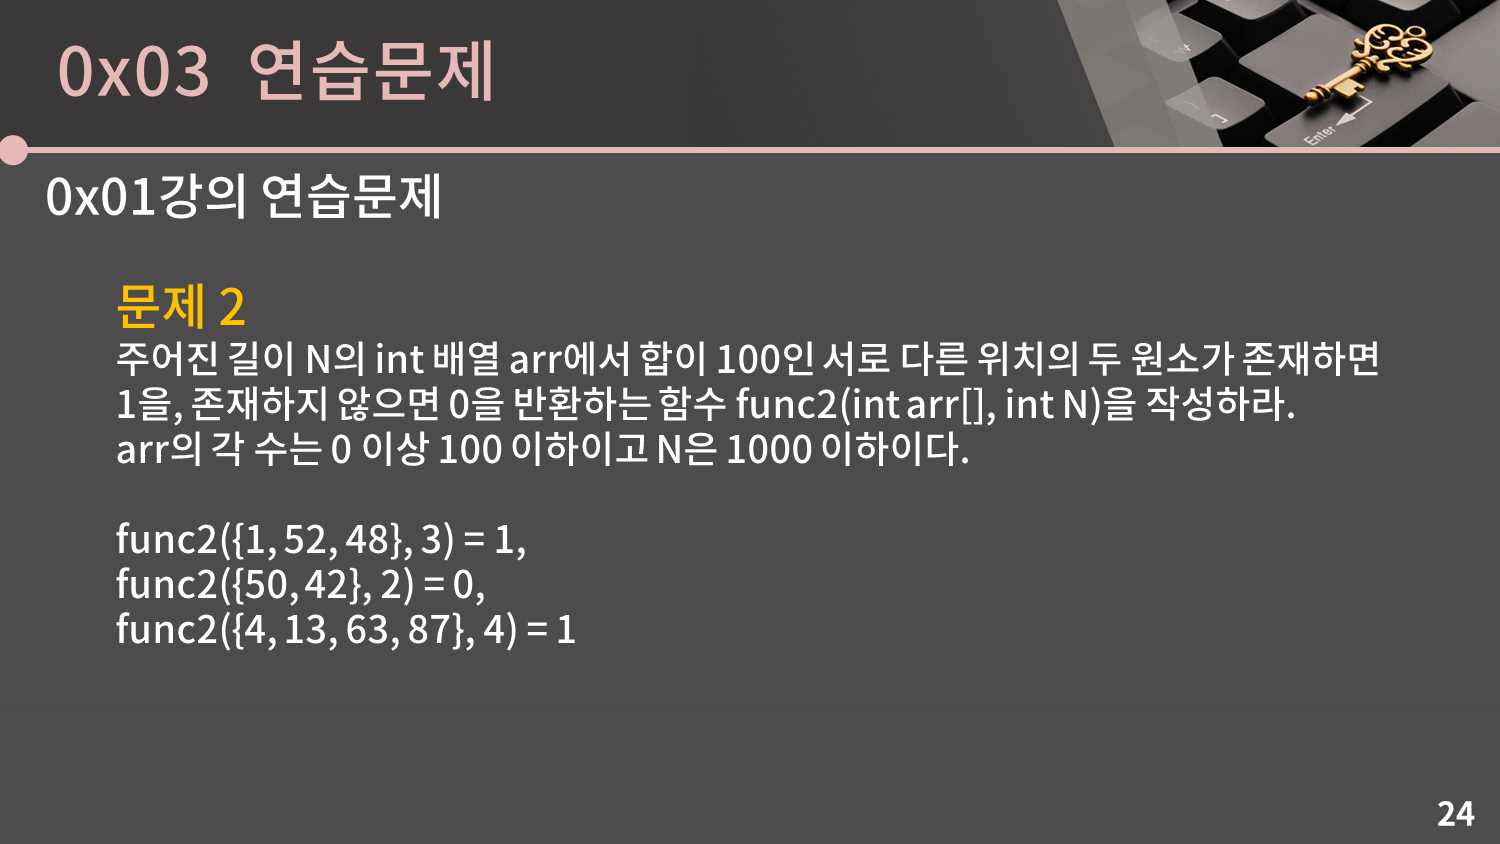 0x03 연습문제
Enter
0x01강의 연습문제
문제 2
주어진 길이 N의 int 배열 arr에서 합이 100인 서로 다른 위치의 두 원소가 존재하면
1을, 존재하지 않으면 0을 반환하는 함수 func2(int arr[], int N)을 작성하라.
arr의 각 수는 0 이상 100 이하이고 N은 1000 이하이다.
func2({1, 52, 48}, 3) = 1,
func2({50, 42}, 2) = 0,
func2({4, 13, 63, 87}, 4) = 1
24